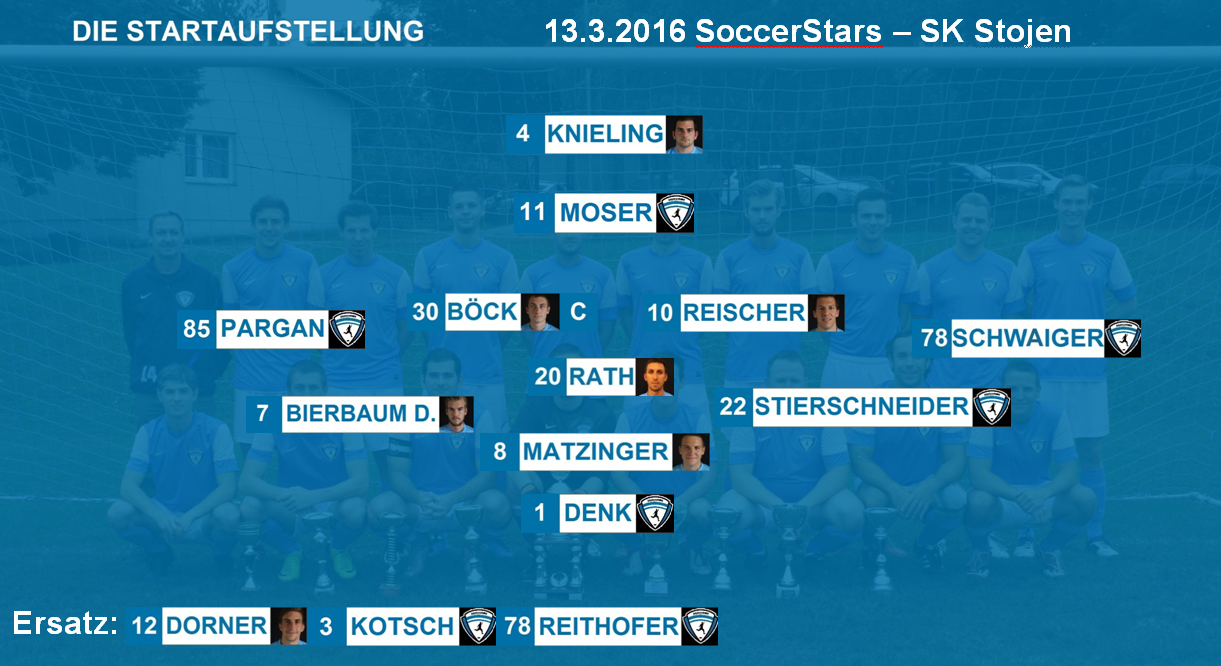 DIE STARTAUFSTELLUNG
13.3.2016 SoccerStars – SK Stojen
4 KNIELING
11 MOSER
30 BÖCK C
10 REISCHER
85 PARGAN
78 SCHWAIGER
20 RATH
7 BIERBAUM D.
22 STIERSCHNEIDER
8 MATZINGER
1 DENK
Ersatz: 12 DORNER 3 KOTSCH 78 REITHOFER